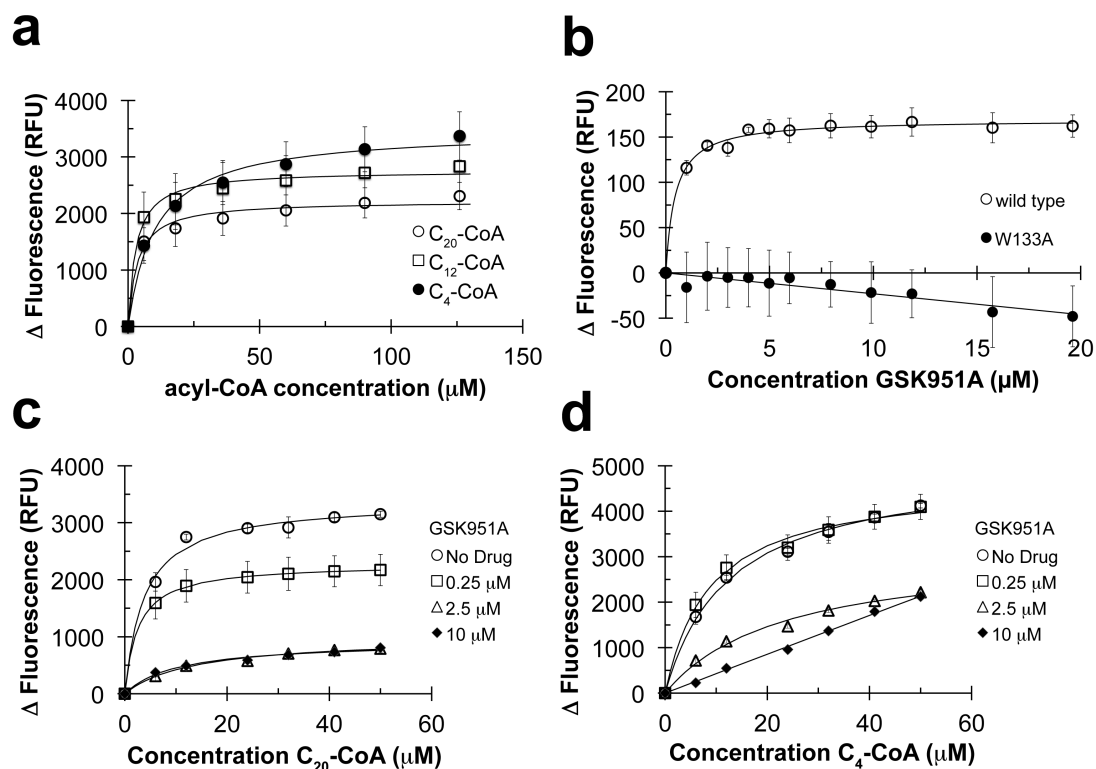 a
Δ Fluorescence (RFU)
4000
3000
2000
1000
0
0
50
100
150
acyl-CoA concentration (μM)
C20-CoA
C12-CoA
C4-CoA
b
Δ Fluorescence (RFU)
200
150
100
50
0
-50
0
5
10
15
20
Concentration GSK951A (μM)
wild type
W133A
c
Δ Fluorescence (RFU)
4000
3000
2000
1000
0
0
20
40
60
Concentration C20-CoA (μM)
GSK951A
No Drug
0.25 μM
2.5 μM
10 μM
d
Δ Fluorescence (RFU)
5000
4000
3000
2000
1000
0
0
20
40
60
Concentration C4-CoA (μM)
GSK951A
No Drug
0.25 μM
2.5 μM
10 μM